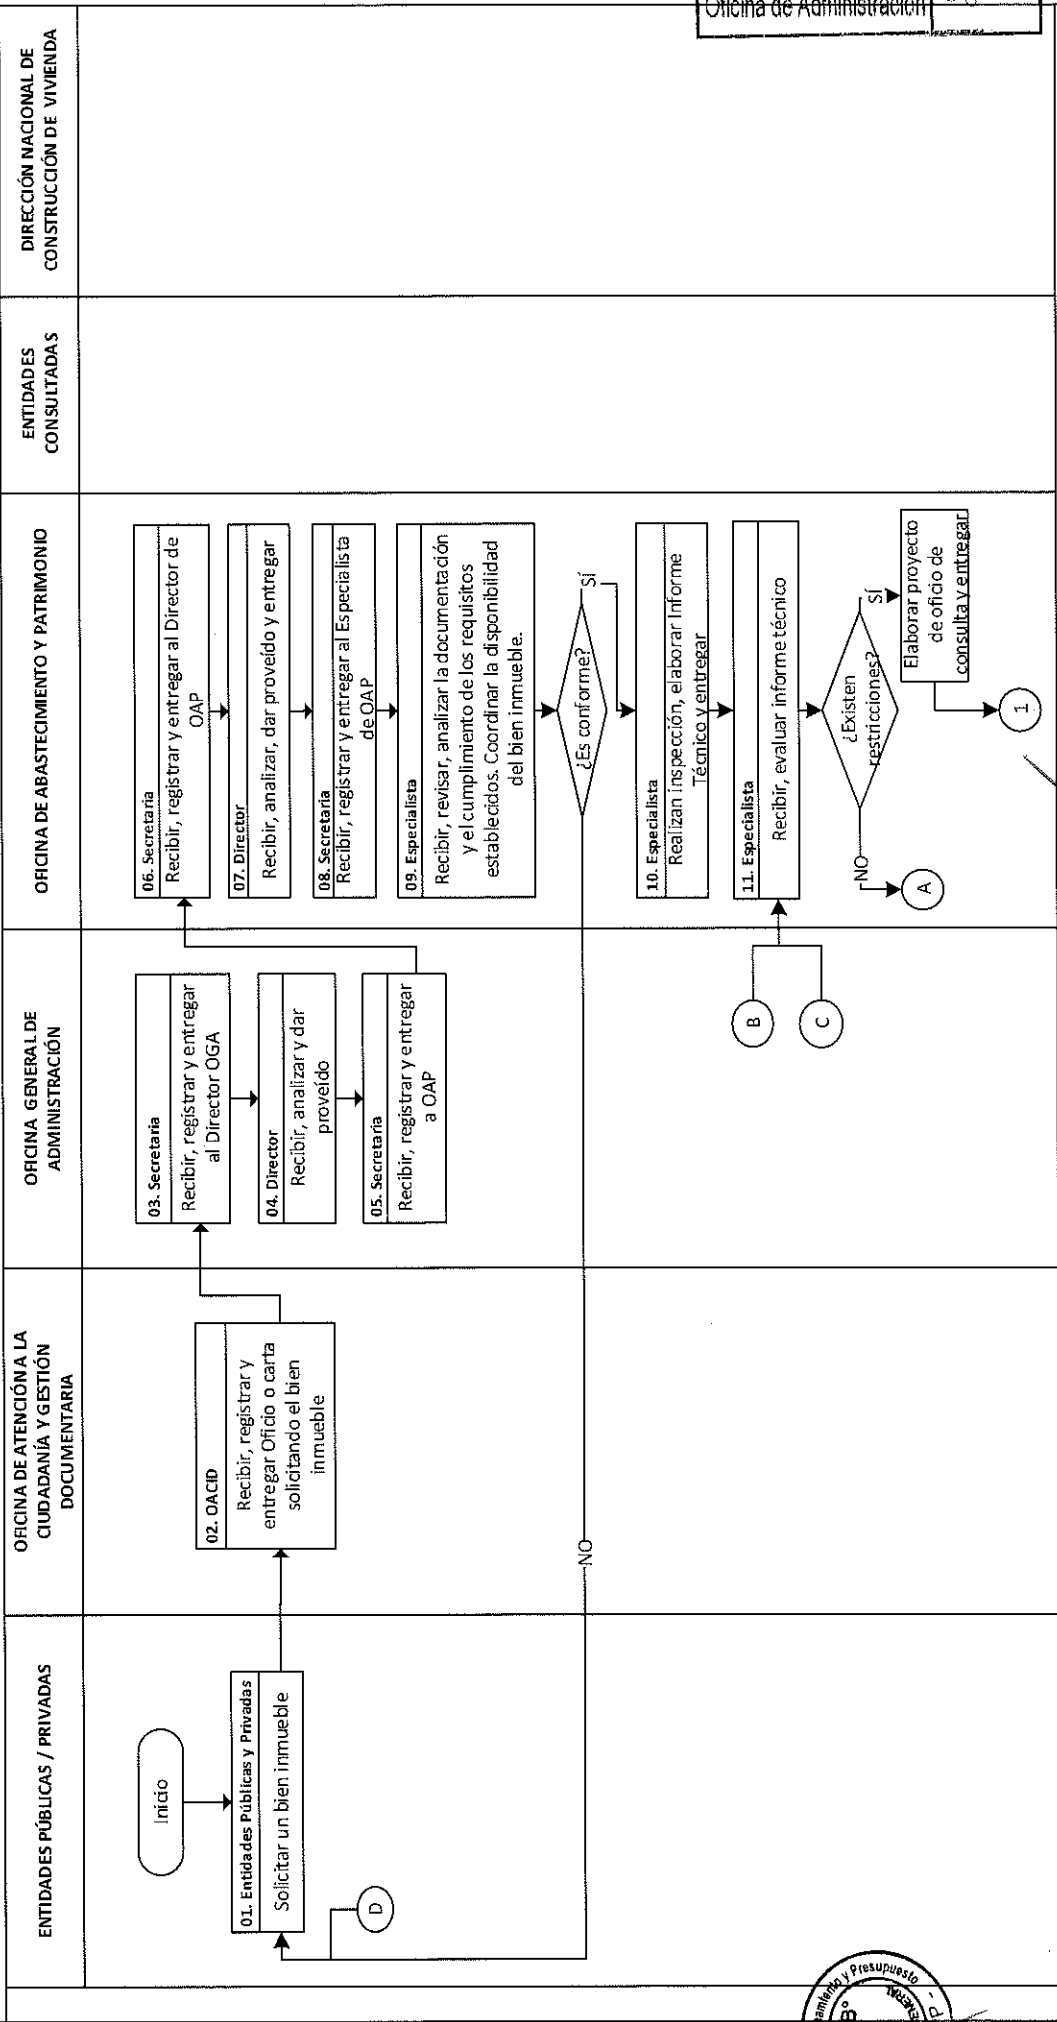 ENTIDADES PÚBLICAS / PRIVADAS
OFICINA DE ATENCIÓN A LA
CIUDADANÍA Y GESTIÓN
DOCUMENTARIA
OFICINA GENERAL DE
ADMINISTRACIÓN
OFICINA DE ABASTECIMIENTO Y PATRIMONIO
ENTIDADES
CONSULTADAS
DIRECCIÓN NACIONAL DE
CONSTRUCCIÓN DE VIVIENDA
Inicio
01. Entidades Públicas y Privadas
Solicitar un bien inmueble
D
02. OACID
Recibir, registrar y
entregar Oficio o carta
solicitando el bien
inmueble
NO
03. Secretaria
Recibir, registrar y entregar
al Director OGA
04. Director
Recibir, analizar y dar
proveído
05. Secretaria
Recibir, registrar y entregar
a OAP
B
C
06. Secretaria
Recibir, registrar y entregar al Director de
OAP
07. Director
Recibir, analizar, dar proveído y entregar
08. Secretaria
Recibir, registrar y entregar al Especialista
de OAP
09. Especialista
Recibir, revisar, analizar la documentación
y el cumplimiento de los requisitos
establecidos. Coordinar la disponibilidad
del bien inmueble.
¿Es conforme?
SÍ
10. Especialista
Realizan inspección, elaborar Informe
Técnico y entregar
11. Especialista
Recibir, evaluar informe técnico
¿Existen
restricciones?
NO
A
SÍ
Elaborar proyecto
de oficio de
consulta y entregar
1
Oficina de Administración
y Presupuesto
GENERAL